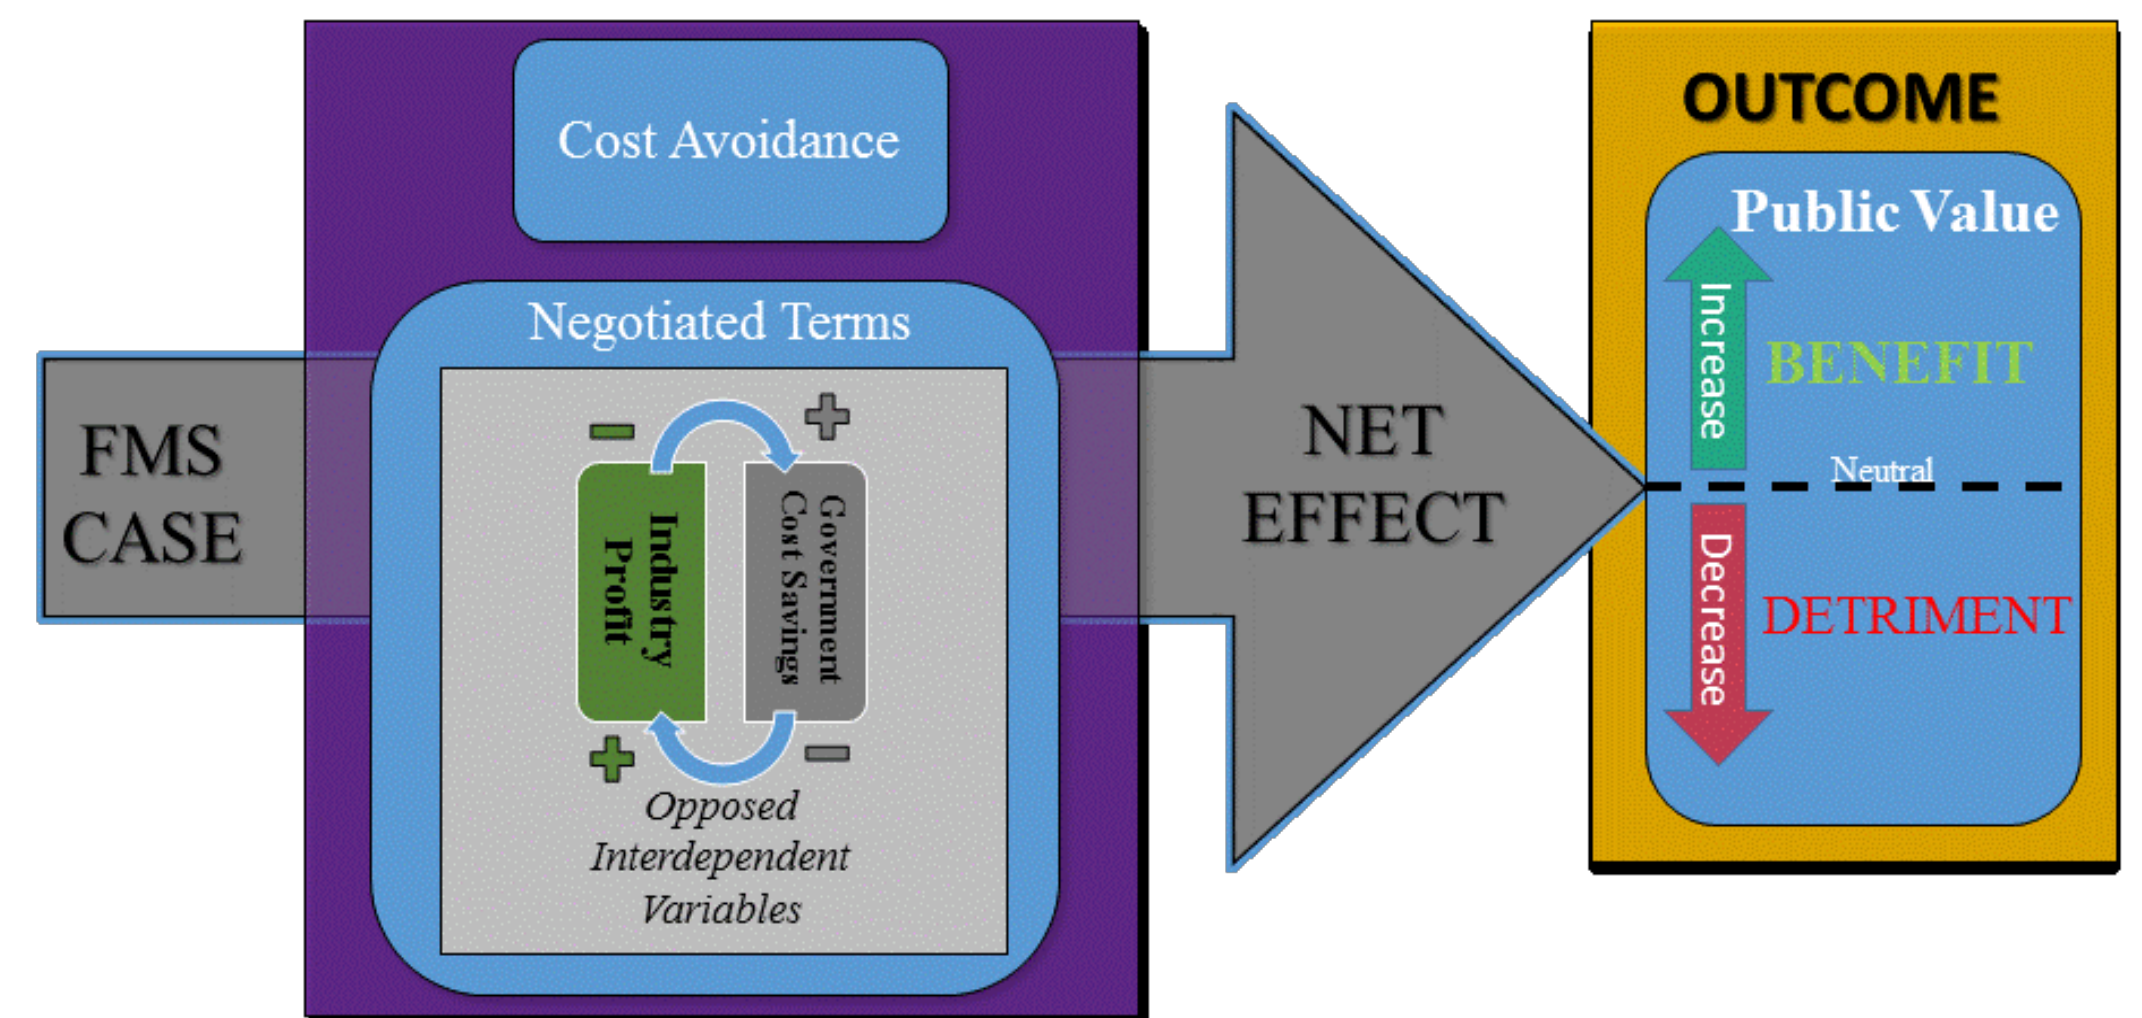 FMS
CASE
Cost Avoidance
Negotiated Terms
Industry
Profit
Government
Cost Savings
Opposed
Interdependent
Variables
NET
EFFECT
OUTCOME
Public Value
Increase
BENEFIT
Neutral
Decrease
DETRIMENT